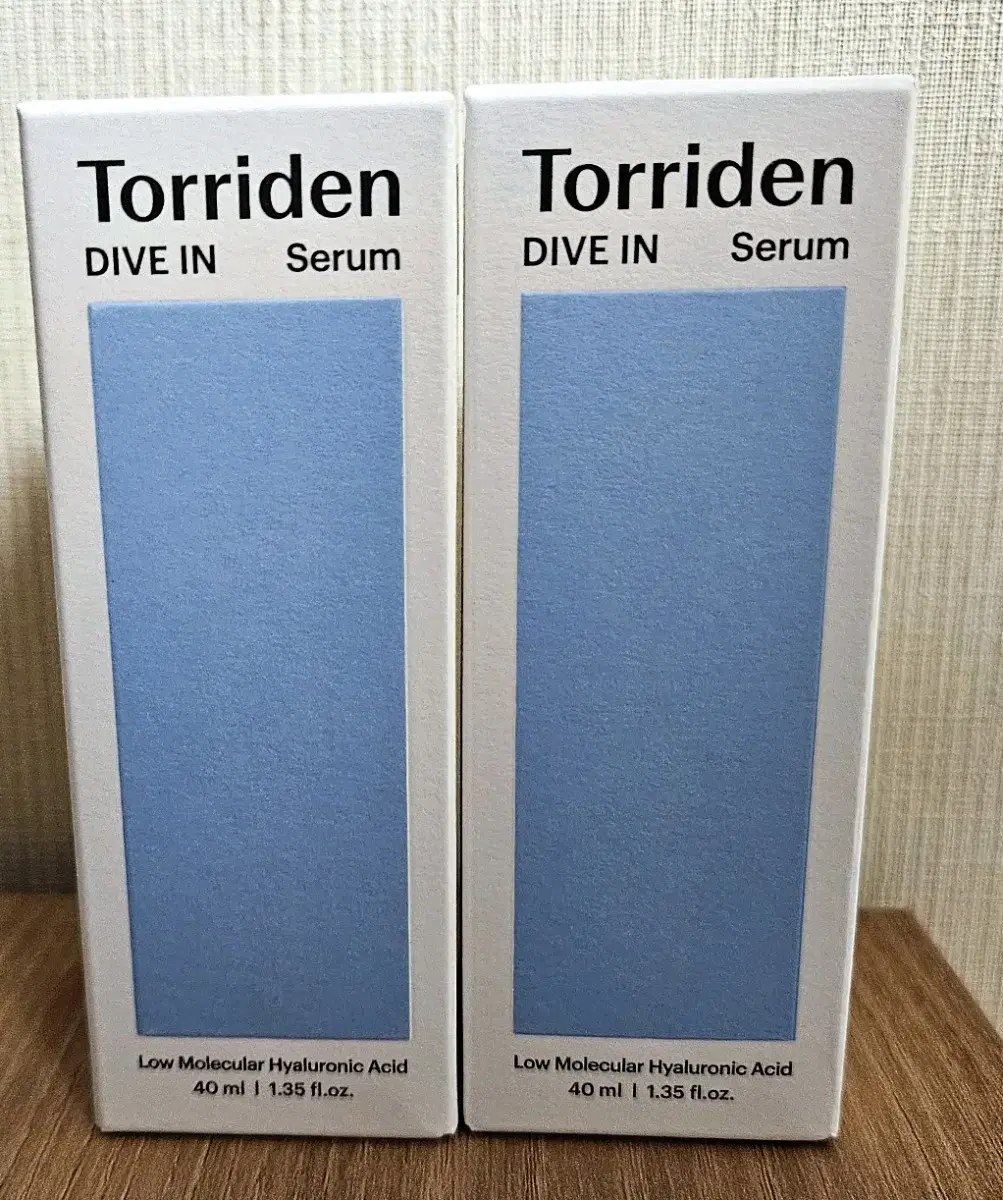 Torriden
DIVE IN Serum
Low Molecular Hyaluronic Acid
40 ml | 1.35 fl.oz.
Torriden
DIVE IN Serum
Low Molecular Hyaluronic Acid
40 ml | 1.35 fl.oz.